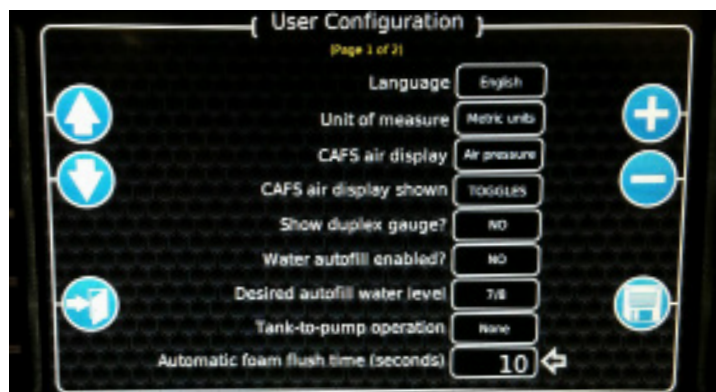 User Configuration
(Page 1 of 2)
Language English
Unit of measure Metric units
CAFS air display Air pressure
CAFS air display shown TOGGLES
Show duplex gauge? NO
Water autofill enabled? NO
Desired autofill water level 7/8
Tank-to-pump operation None
Automatic foam flush time (seconds) 10